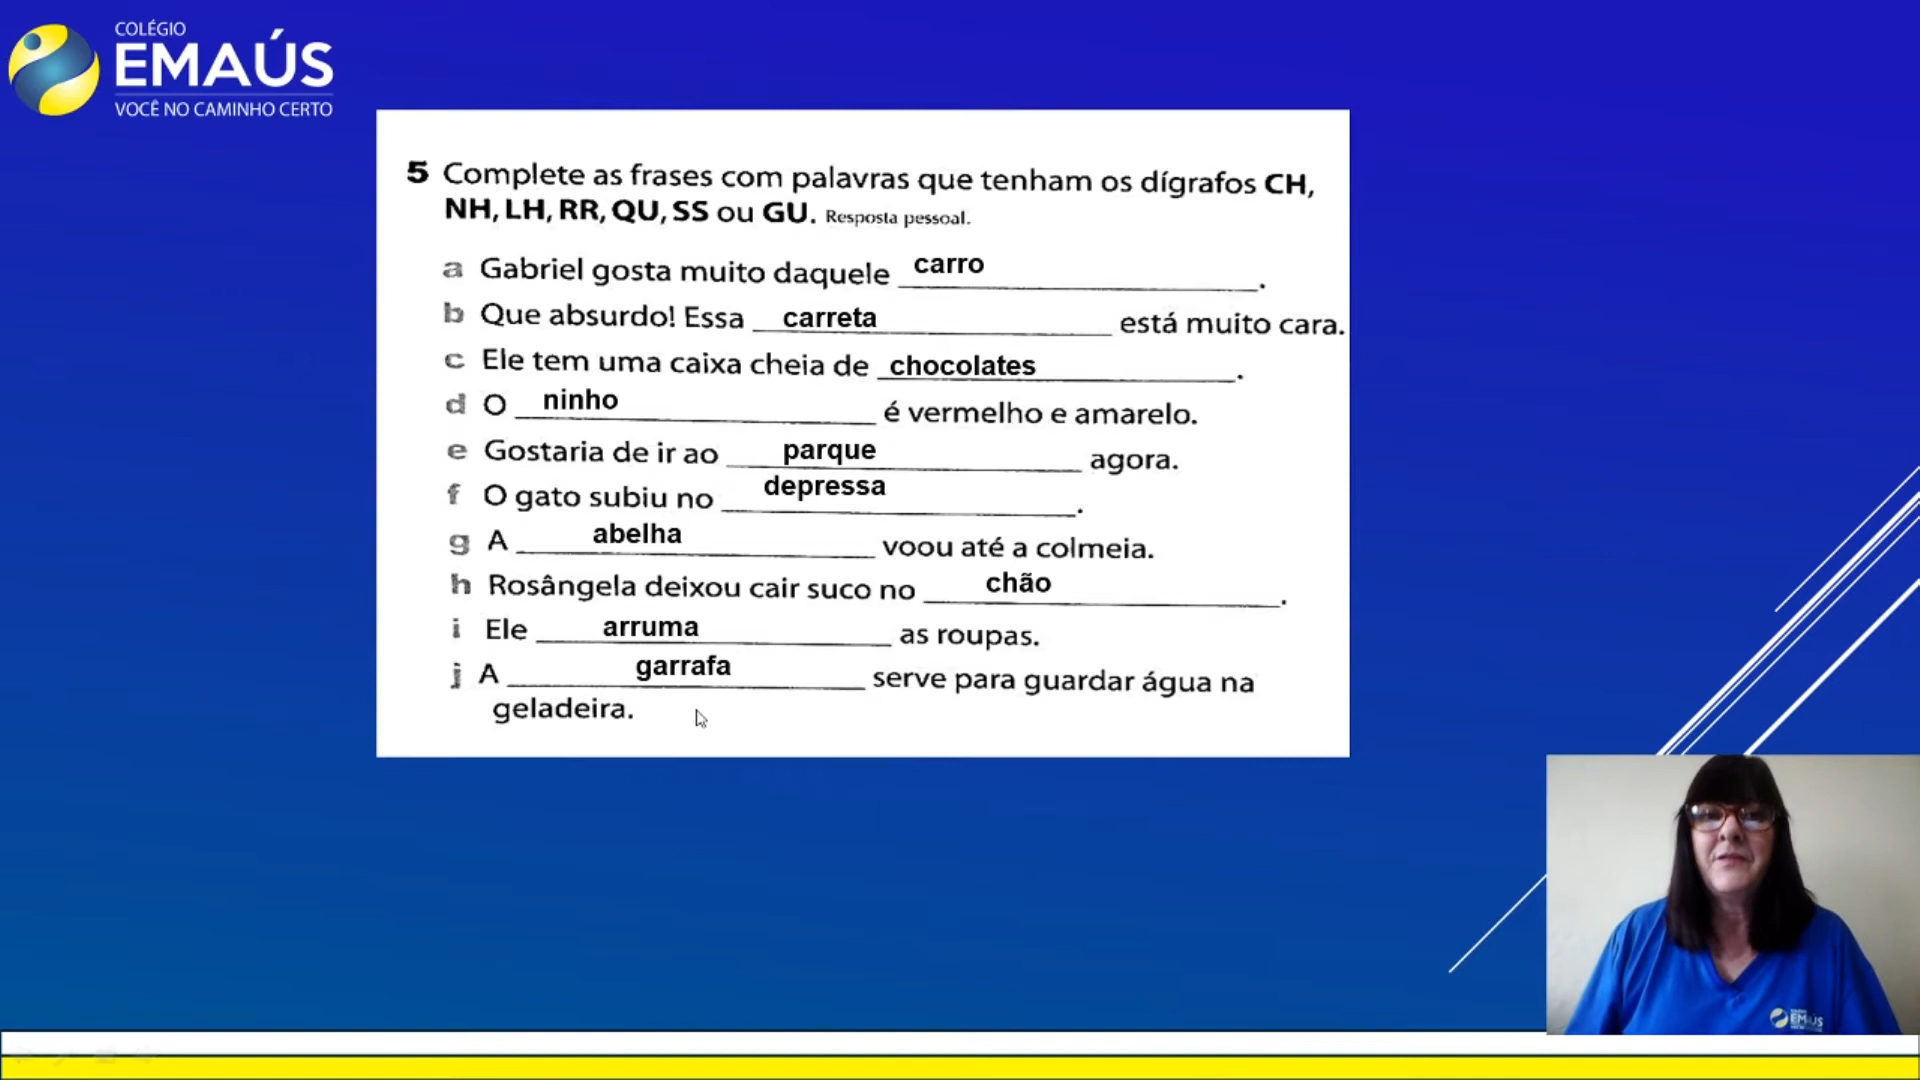 COLÉGIO
EMAÚS
VOCÊ NO CAMINHO CERTO
5 Complete as frases com palavras que tenham os dígrafos CH,
NH, LH, RR, QU, SS ou GU. Resposta pessoal.
a Gabriel gosta muito daquele carro.
b Que absurdo! Essa carreta está muito cara.
c Ele tem uma caixa cheia de chocolates.
d O ninho é vermelho e amarelo.
e Gostaria de ir ao parque agora.
f O gato subiu no depressa.
g A abelha voou até a colmeia.
h Rosângela deixou cair suco no chão.
i Ele arruma as roupas.
j A garrafa serve para guardar água na
geladeira.
EMAÚS